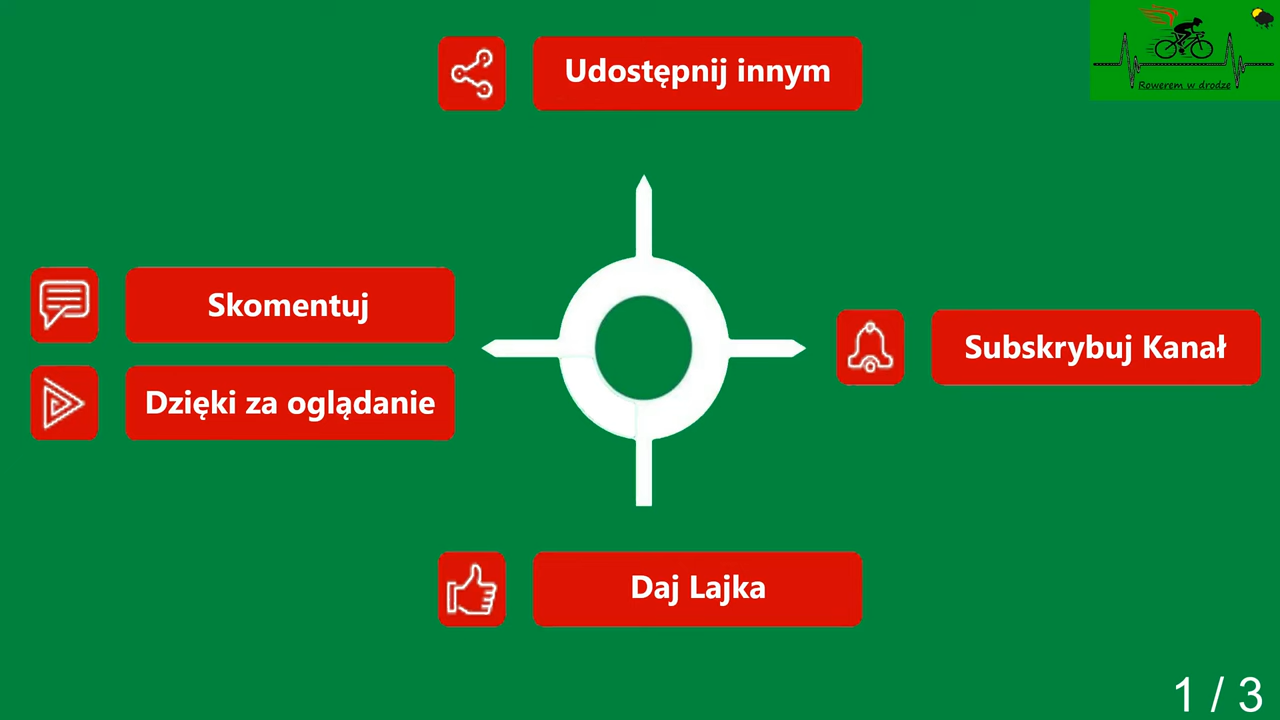 Udostępnij innym
Rowerem w drodze
Skomentuj
Dzięki za oglądanie
Subskrybuj Kanał
Daj Lajka
1 / 3